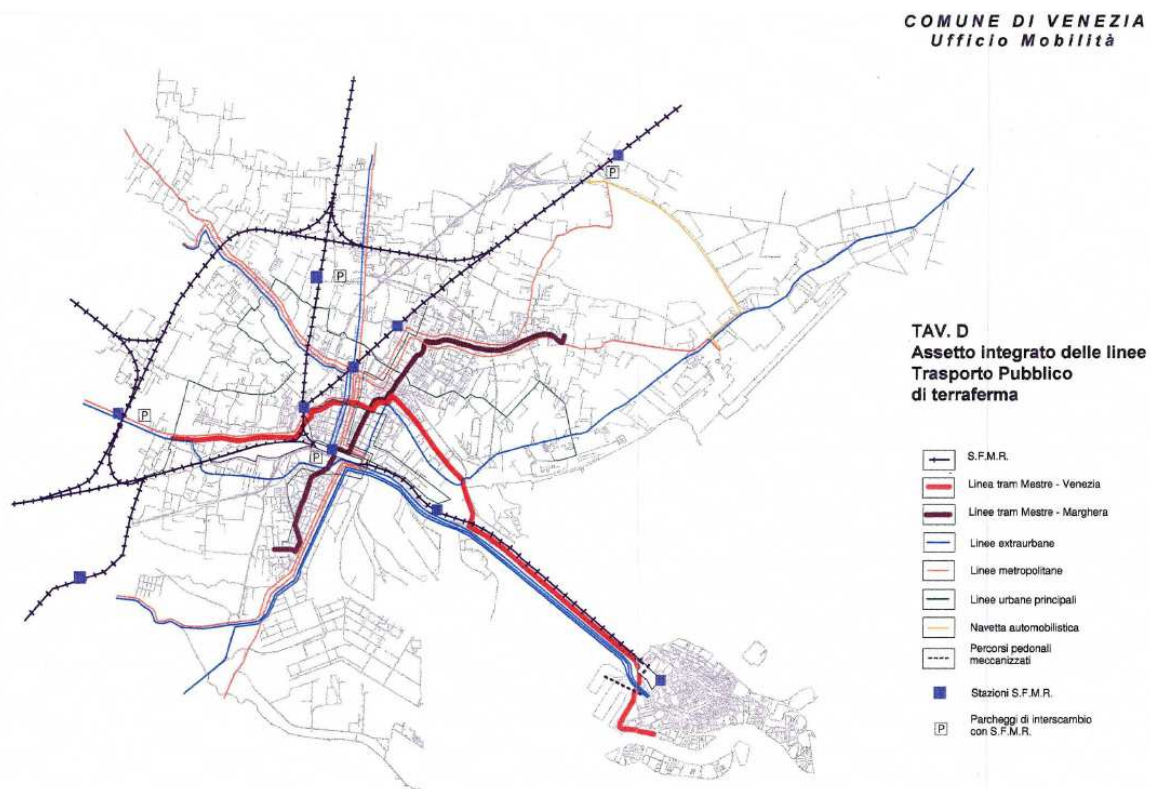 COMUNE DI VENEZIA
Ufficio Mobilità
P
P
P
P
TAV. D
Assetto integrato delle linee
Trasporto Pubblico
di terraferma
S.F.M.R.
Linea tram Mestre - Venezia
Linee tram Mestre - Marghera
Linee extraurbane
Linee metropolitane
Linee urbane principali
Navetta automobilistica
Percorsi pedonali
meccanizzati
Stazioni S.F.M.R.
P
Parcheggi di interscambio
con S.F.M.R.